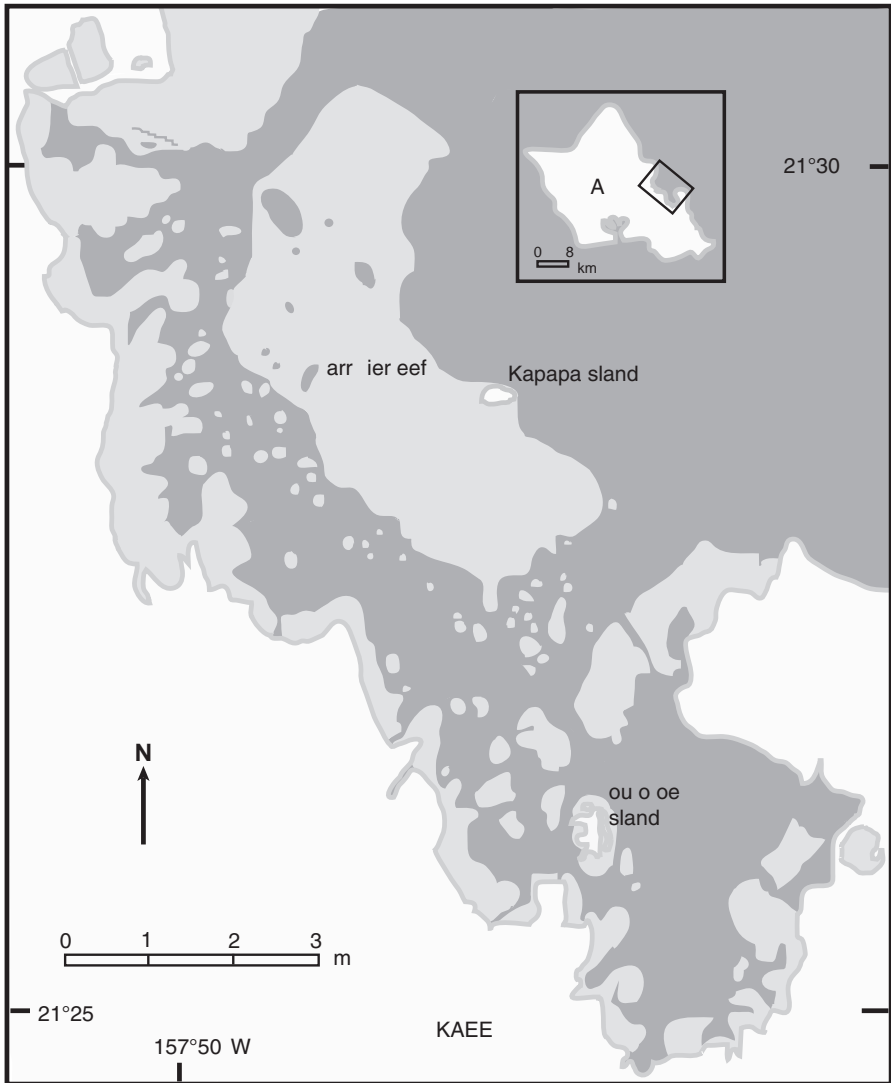 21°30
A
0 8
km
arr ier eef
Kapapa sland
N
ou o oe
sland
0 1 2 3
m
21°25
KAEE
157°50 W